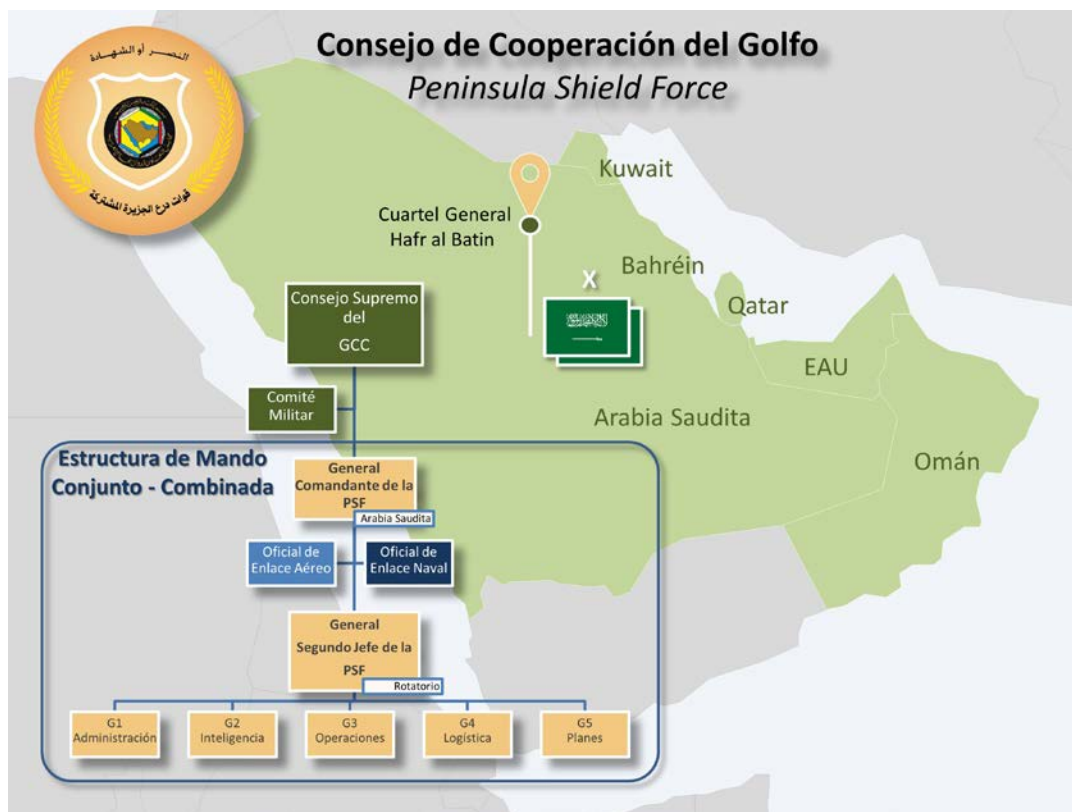 Consejo de Cooperación del Golfo
Peninsula Shield Force
النصر أو الشهادة
قوات درع الجزيرة المشتركة
Kuwait
Cuartel General
Hafr al Batin
Bahréin
X
Qatar
EAU
Arabia Saudita
Omán
Consejo Supremo
del
GCC
Comité
Militar
Estructura de Mando
Conjunto - Combinada
General
Comandante de la
PSF
Arabia Saudita
Oficial de
Enlace Aéreo
Oficial de
Enlace Naval
General
Segundo Jefe de la
PSF
Rotatorio
G1
Administración
G2
Inteligencia
G3
Operaciones
G4
Logística
G5
Planes